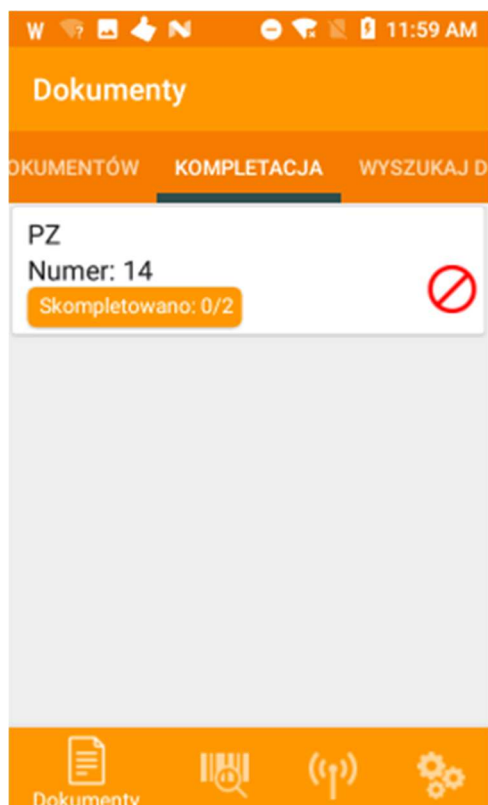 11:59 AM
Dokumenty
OKUMENTÓW KOMPLETACJA WYSZUKAJ D
PZ
Numer: 14
Skompletowano: 0/2
Dokumenty